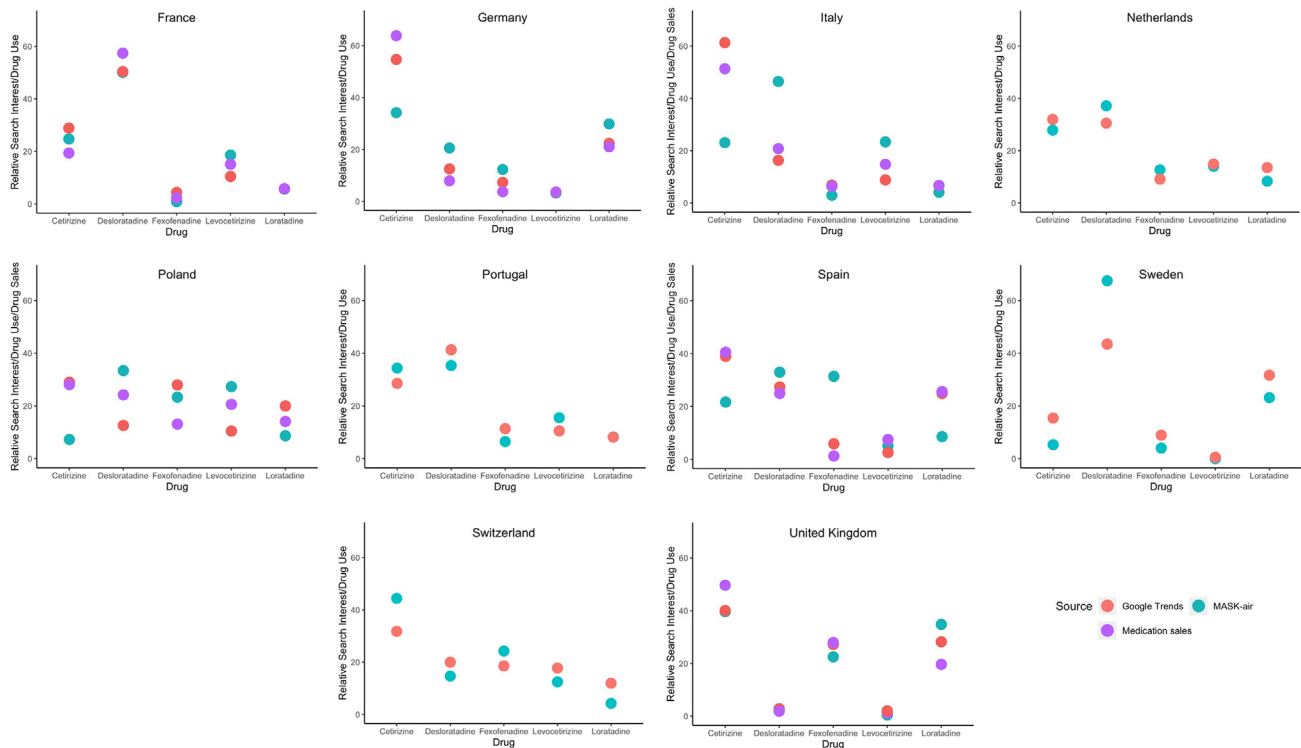 France
Relative Search Interest/Drug Use
60
40
20
0
Cetirizine Desloratadine Fexofenadine Levocetirizine Loratadine
Drug
Germany
Relative Search Interest/Drug Use
60
40
20
0
Cetirizine Desloratadine Fexofenadine Levocetirizine Loratadine
Drug
Italy
Relative Search Interest/Drug Use/Drug Sales
60
40
20
0
Cetirizine Desloratadine Fexofenadine Levocetirizine Loratadine
Drug
Netherlands
Relative Search Interest/Drug Use
60
40
20
0
Cetirizine Desloratadine Fexofenadine Levocetirizine Loratadine
Drug
Poland
Relative Search Interest/Drug Use/Drug Sales
60
40
20
0
Cetirizine Desloratadine Fexofenadine Levocetirizine Loratadine
Drug
Portugal
Relative Search Interest/Drug Use
60
40
20
0
Cetirizine Desloratadine Fexofenadine Levocetirizine Loratadine
Drug
Spain
Relative Search Interest/Drug Use/Drug Sales
60
40
20
0
Cetirizine Desloratadine Fexofenadine Levocetirizine Loratadine
Drug
Sweden
Relative Search Interest/Drug Use
60
40
20
0
Cetirizine Desloratadine Fexofenadine Levocetirizine Loratadine
Drug
Switzerland
Relative Search Interest/Drug Use
60
40
20
0
Cetirizine Desloratadine Fexofenadine Levocetirizine Loratadine
Drug
United Kingdom
Relative Search Interest/Drug Use
60
40
20
0
Cetirizine Desloratadine Fexofenadine Levocetirizine Loratadine
Drug
Source Google Trends MASK-air
Medication sales